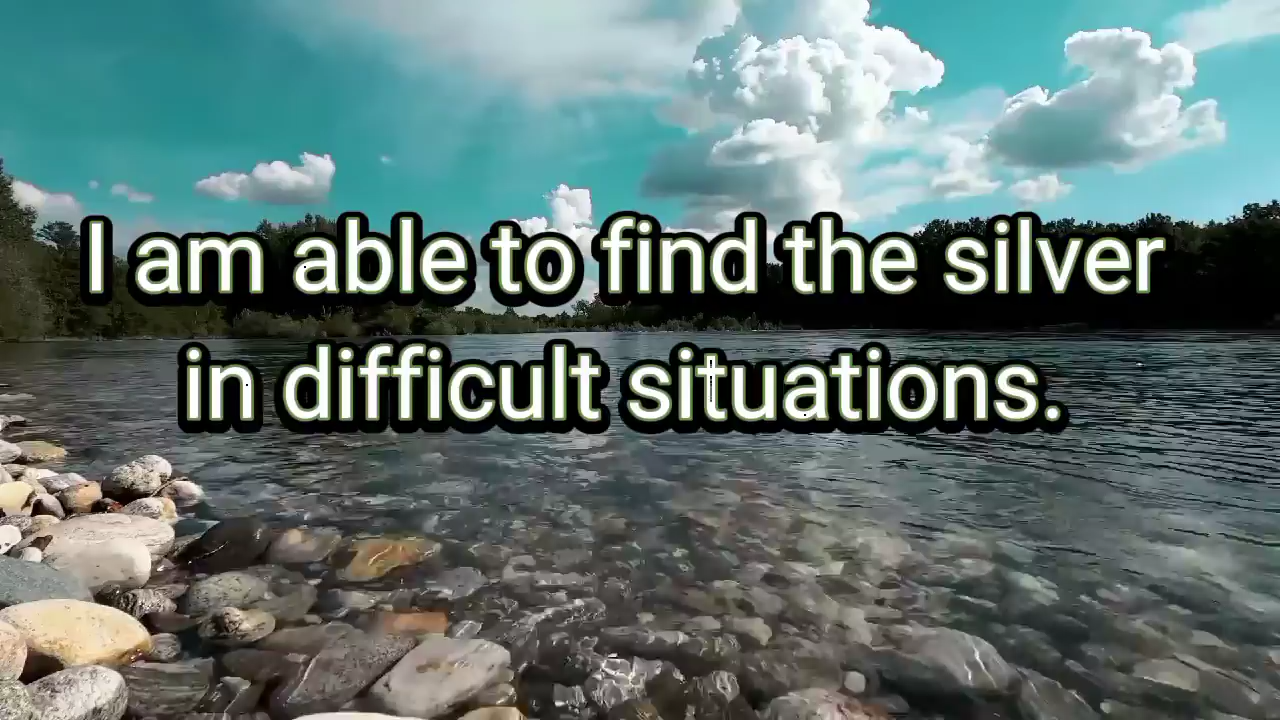 I am able to find the silver
in difficult situations.